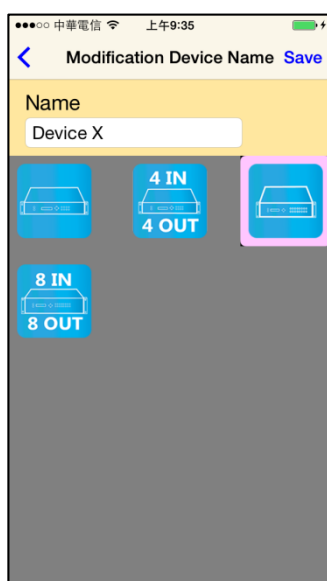 中華電信 上午9:35
Modification Device Name Save
Name
Device X
4 IN
4 OUT
8 IN
8 OUT